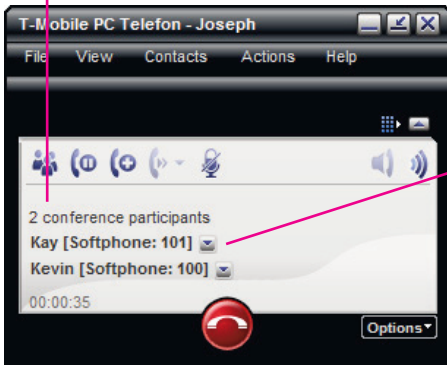 T-Mobile PC Telefon - Joseph
File View Contacts Actions Help
2 conference participants
Kay [Softphone: 101]
Kevin [Softphone: 100]
00:00:35
Options